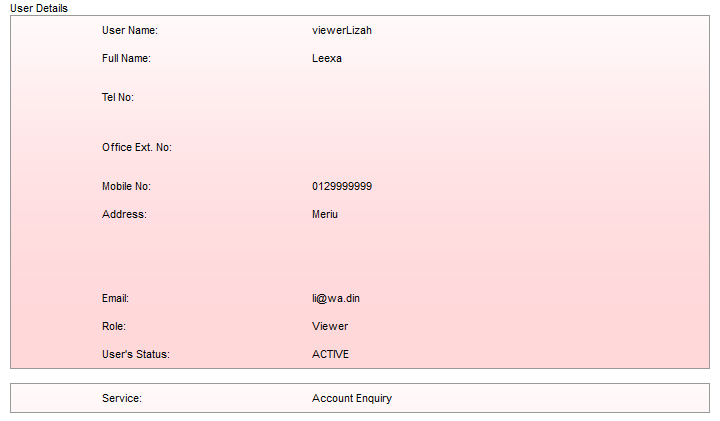 User Details
User Name: viewerLizah
Full Name: Leexa
Tel No:
Office Ext. No:
Mobile No: 0129999999
Address: Meriu
Email: li@wa.din
Role: Viewer
User's Status: ACTIVE
Service: Account Enquiry